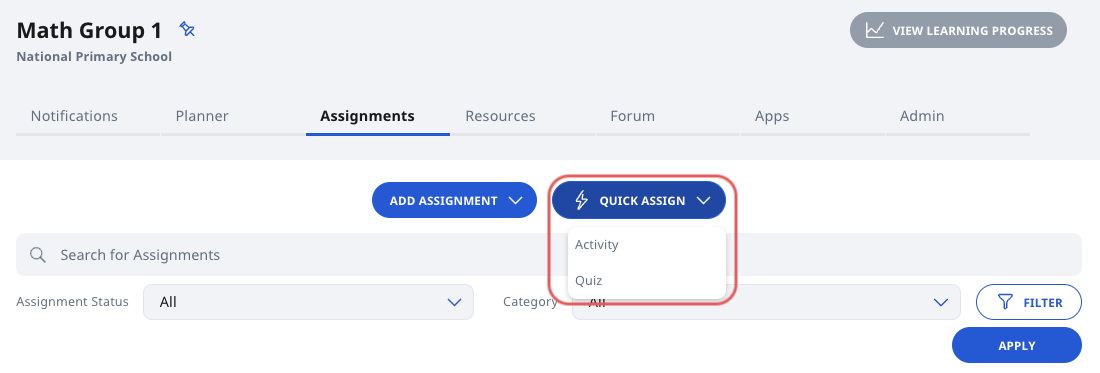 Math Group 1
National Primary School
VIEW LEARNING PROGRESS
Notifications Planner Assignments Resources Forum Apps Admin
ADD ASSIGNMENT QUICK ASSIGN
Activity
Search for Assignments
Quiz
Assignment Status All Category All FILTER
APPLY